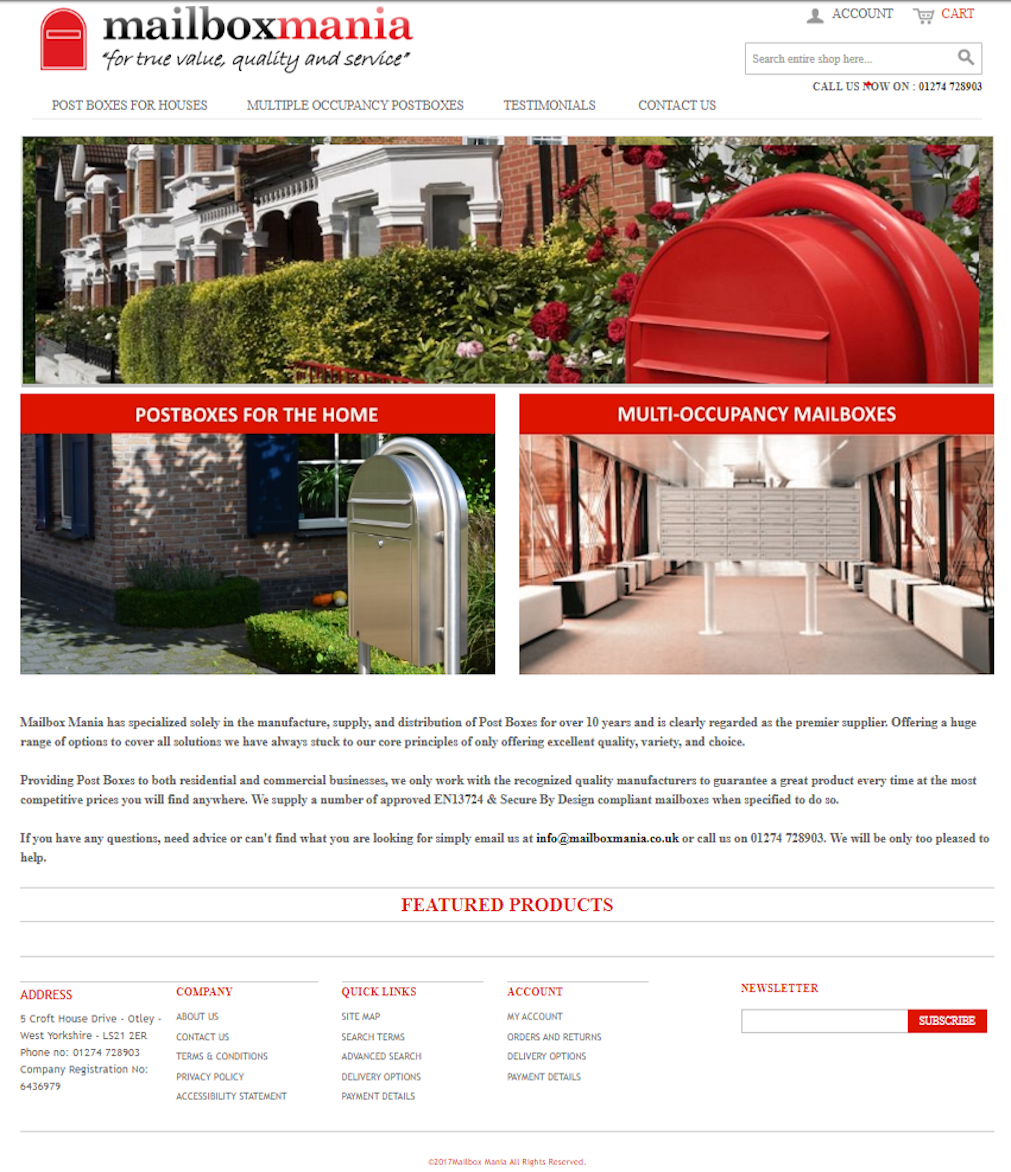 mailboxmania
"for true value, quality and service"
ACCOUNT
CART
Search entire shop here...
CALL US NOW ON : 01274 728903
POST BOXES FOR HOUSES
MULTIPLE OCCUPANCY POSTBOXES
TESTIMONIALS
CONTACT US
POSTBOXES FOR THE HOME
MULTI-OCCUPANCY MAILBOXES
Mailbox Mania has specialized solely in the manufacture, supply, and distribution of Post Boxes for over 10 years and is clearly regarded as the premier supplier. Offering a huge
range of options to cover all solutions we have always stuck to our core principles of only offering excellent quality, variety, and choice.
Providing Post Boxes to both residential and commercial businesses, we only work with the recognized quality manufacturers to guarantee a great product every time at the most
competitive prices you will find anywhere. We supply a number of approved EN13724 & Secure By Design compliant mailboxes when specified to do so.
If you have any questions, need advice or can't find what you are looking for simply email us at info@mailboxmania.co.uk or call us on 01274 728903. We will be only too pleased to
help.
FEATURED PRODUCTS
ADDRESS
5 Croft House Drive - Otley -
West Yorkshire - LS21 2ER
Phone no: 01274 728903
Company Registration No:
6436979
COMPANY
ABOUT US
CONTACT US
TERMS & CONDITIONS
PRIVACY POLICY
ACCESSIBILITY STATEMENT
QUICK LINKS
SITE MAP
SEARCH TERMS
ADVANCED SEARCH
DELIVERY OPTIONS
PAYMENT DETAILS
ACCOUNT
MY ACCOUNT
ORDERS AND RETURNS
DELIVERY OPTIONS
PAYMENT DETAILS
NEWSLETTER
SUBSCRIBE
©2017Mailbox Mania All Rights Reserved.